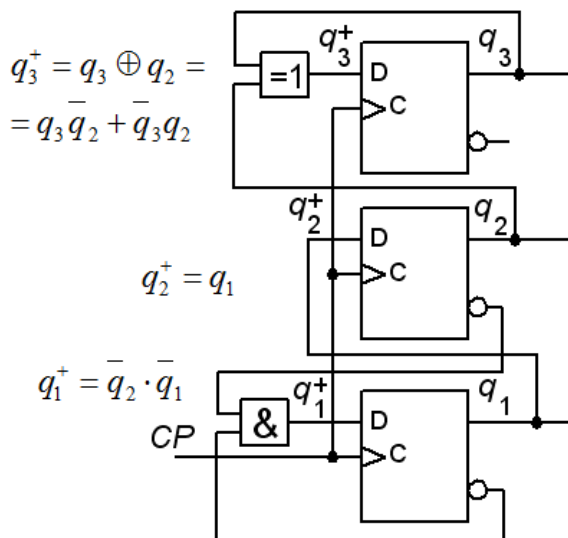 q₃⁺ = q₃ ⊕ q₂ =
= q₃q̅₂ + q̅₃q₂
=1
q₃⁺
D
C
q₃
q₂⁺ = q₁
q₂⁺
D
C
q₂
q₁⁺ = q̅₂ · q̅₁
&
q₁⁺
D
C
q₁
CP